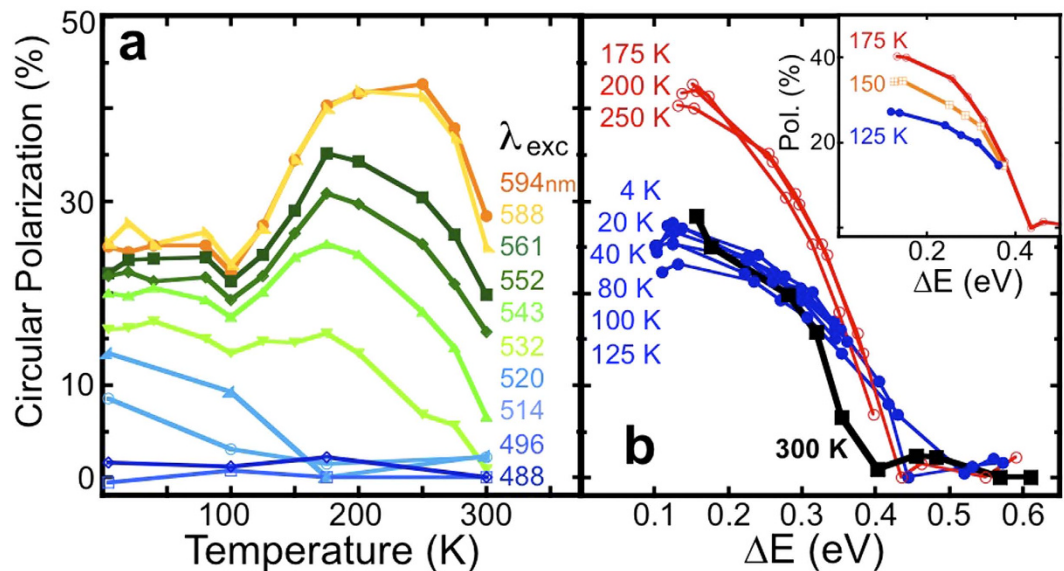 a
Circular Polarization (%)
50
30
10
0
100
200
300
Temperature (K)
λexc
594nm
588
561
552
543
532
520
514
496
488
b
175 K
200 K
250 K
4 K
20 K
40 K
80 K
100 K
125 K
300 K
0.1 0.2 0.3 0.4 0.5 0.6
ΔE (eV)
Pol. (%)
40
20
175 K
150
125 K
0.2
0.4
ΔE (eV)